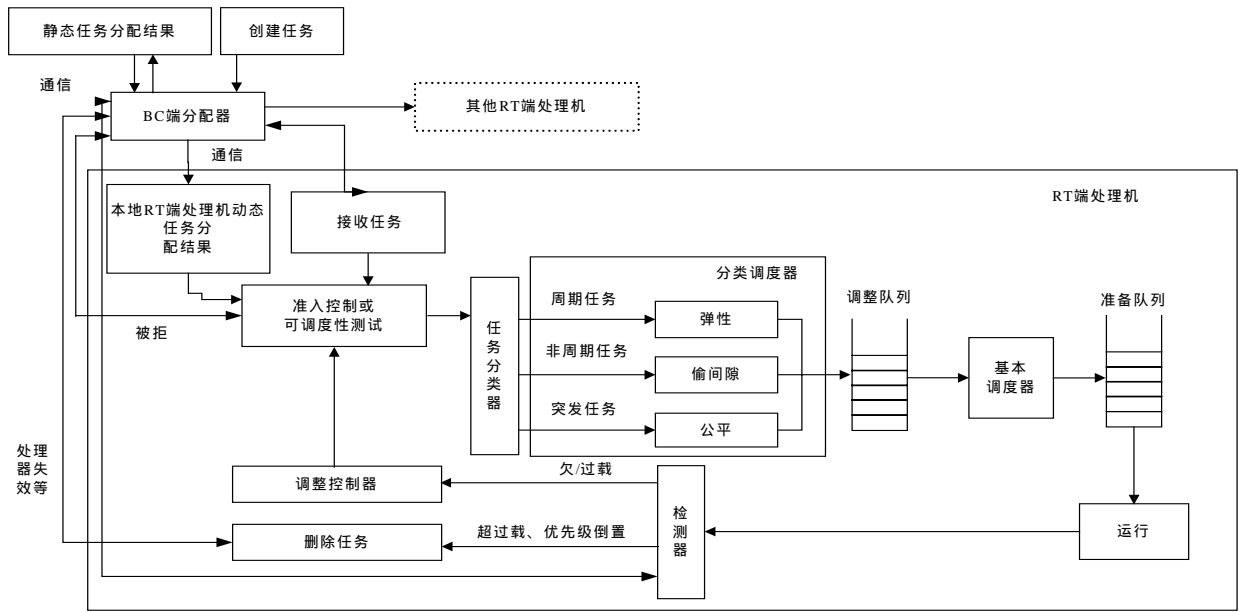 静态任务分配结果
创建任务
通信
BC端分配器
其他RT端处理机
通信
RT端处理机
本地RT端处理机动态
任务分
配结果
接收任务
分类调度器
准入控制或
可调度性测试
被拒
任务分类器
周期任务
弹性
非周期任务
偷间隙
突发任务
公平
调整队列
基本
调度器
准备队列
处理
器失
效等
调整控制器
欠/过载
检测器
删除任务
超过载、优先级倒置
运行